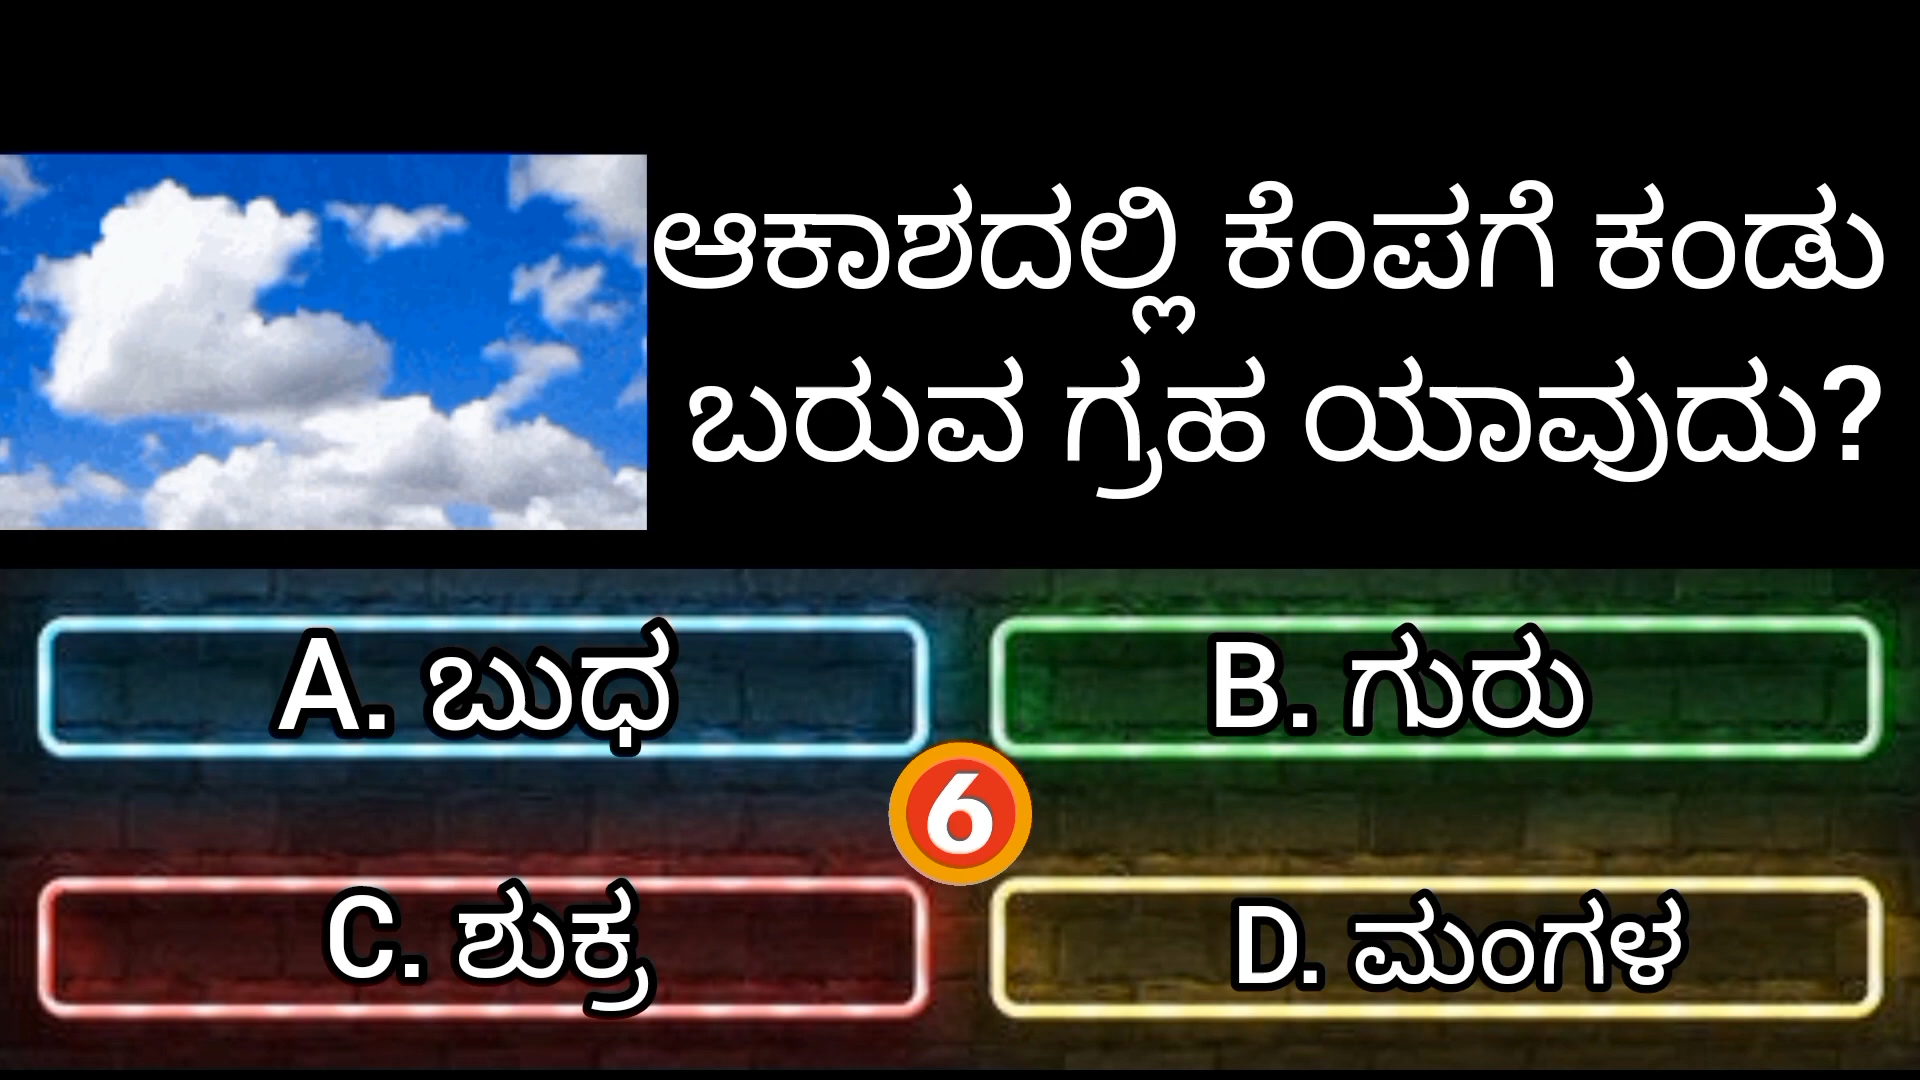 ಆಕಾಶದಲ್ಲಿ ಕೆಂಪಗೆ ಕಂಡು
ಬರುವ ಗ್ರಹ ಯಾವುದು?
A. ಬುಧ
B. ಗುರು
6
C. ಶುಕ್ರ
D. ಮಂಗಳ